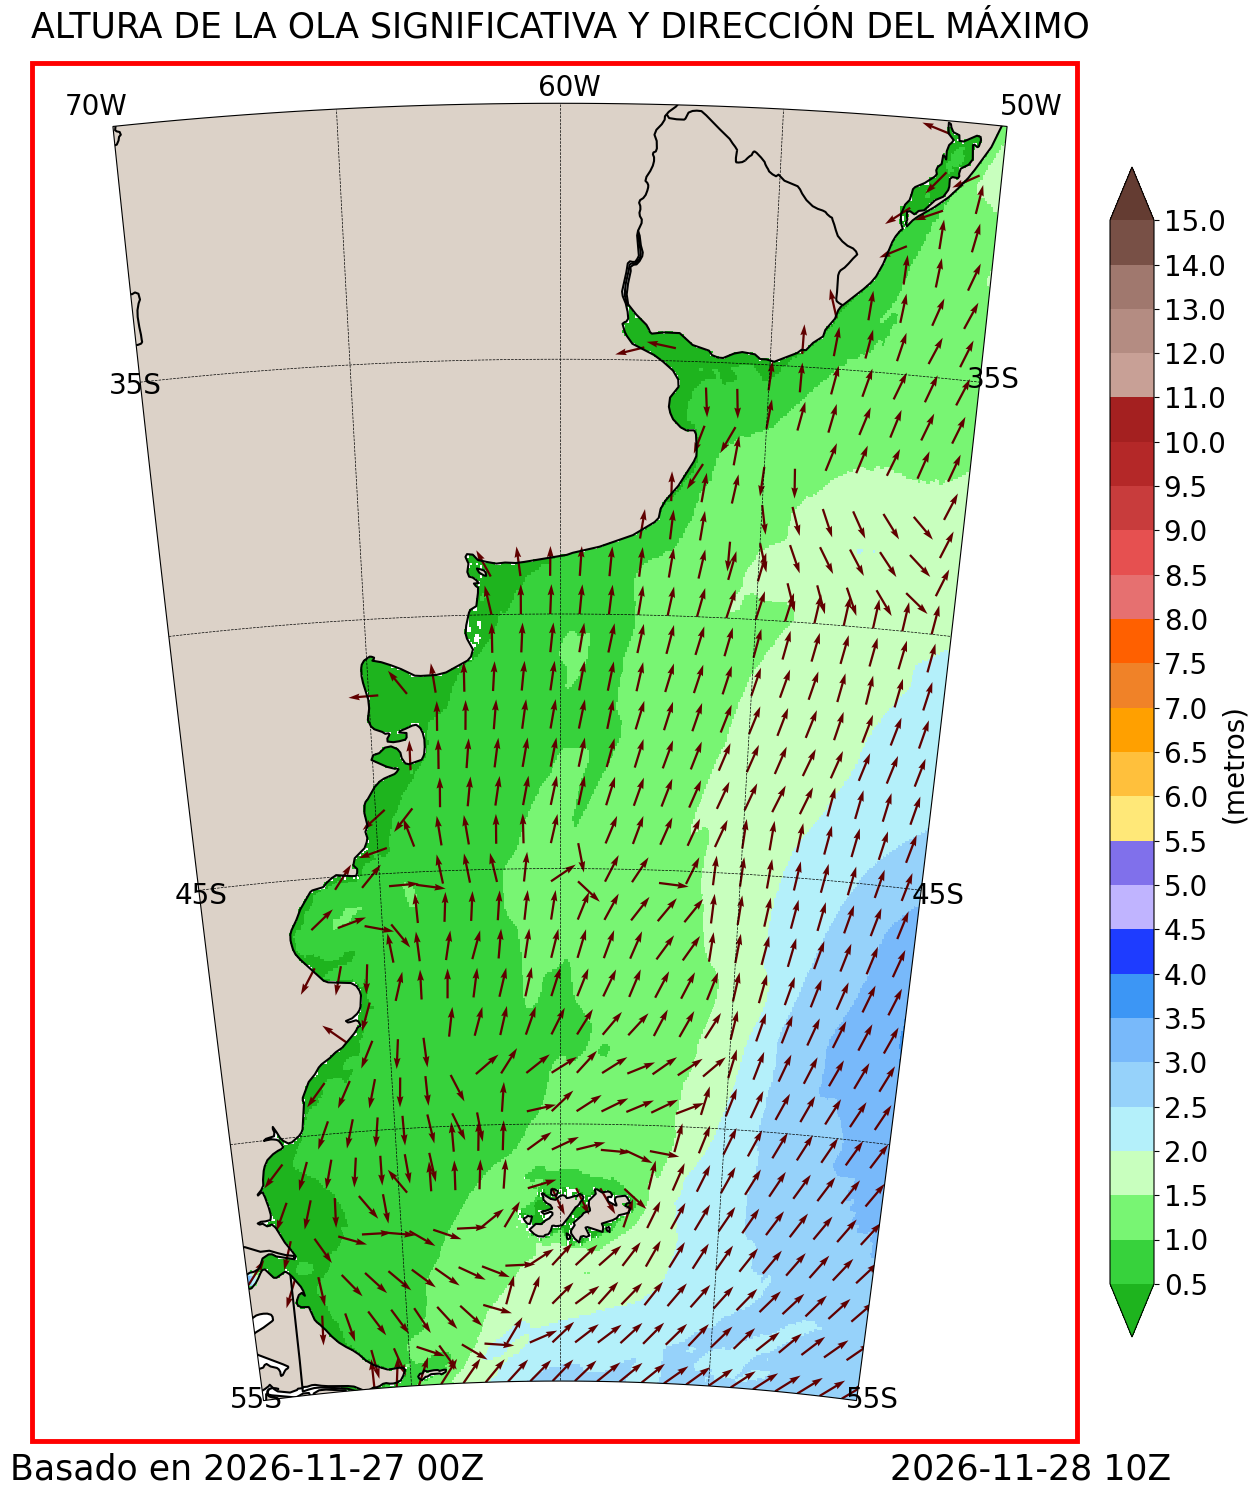 ALTURA DE LA OLA SIGNIFICATIVA Y DIRECCIÓN DEL MÁXIMO
70W
60W
50W
35S
35S
45S
45S
55S
55S
15.0
14.0
13.0
12.0
11.0
10.0
9.5
9.0
8.5
8.0
7.5
7.0
6.5
6.0
5.5
5.0
4.5
4.0
3.5
3.0
2.5
2.0
1.5
1.0
0.5
(metros)
Basado en 2026-11-27 00Z
2026-11-28 10Z